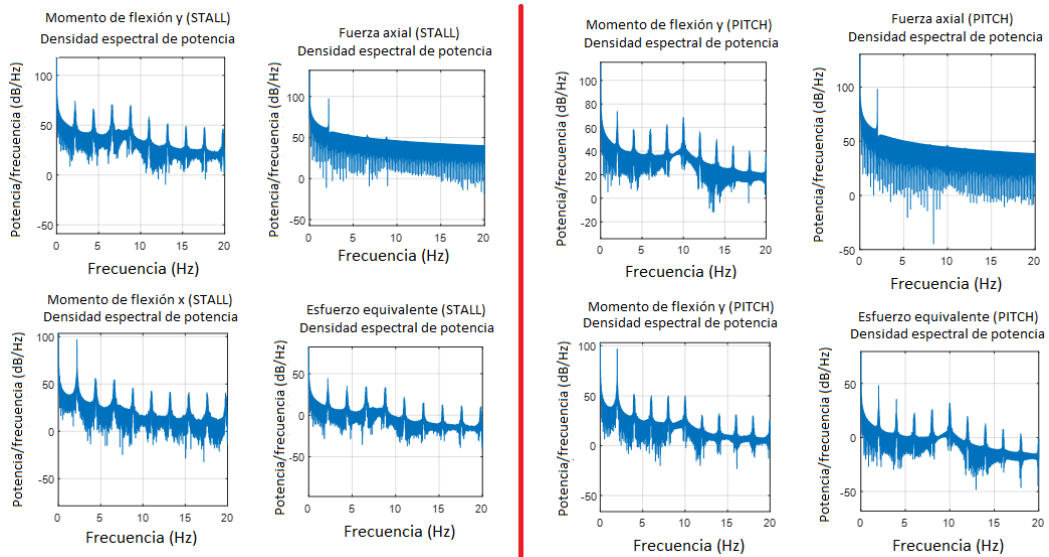 Momento de flexión y (STALL)
Densidad espectral de potencia
Potencia/frecuencia (dB/Hz)
100
50
0
-50
0 5 10 15 20
Frecuencia (Hz)
Fuerza axial (STALL)
Densidad espectral de potencia
Potencia/frecuencia (dB/Hz)
100
50
0
-50
0 5 10 15 20
Frecuencia (Hz)
Momento de flexión x (STALL)
Densidad espectral de potencia
Potencia/frecuencia (dB/Hz)
100
50
0
-50
0 5 10 15 20
Frecuencia (Hz)
Esfuerzo equivalente (STALL)
Densidad espectral de potencia
Potencia/frecuencia (dB/Hz)
50
0
-50
0 5 10 15 20
Frecuencia (Hz)
Momento de flexión y (PITCH)
Densidad espectral de potencia
Potencia/frecuencia (dB/Hz)
100
80
60
40
20
0
-20
0 5 10 15 20
Frecuencia (Hz)
Fuerza axial (PITCH)
Densidad espectral de potencia
Potencia/frecuencia (dB/Hz)
100
50
0
-50
0 5 10 15 20
Frecuencia (Hz)
Momento de flexión y (PITCH)
Densidad espectral de potencia
Potencia/frecuencia (dB/Hz)
100
50
0
-50
0 5 10 15 20
Frecuencia (Hz)
Esfuerzo equivalente (PITCH)
Densidad espectral de potencia
Potencia/frecuencia (dB/Hz)
50
0
-50
0 5 10 15 20
Frecuencia (Hz)